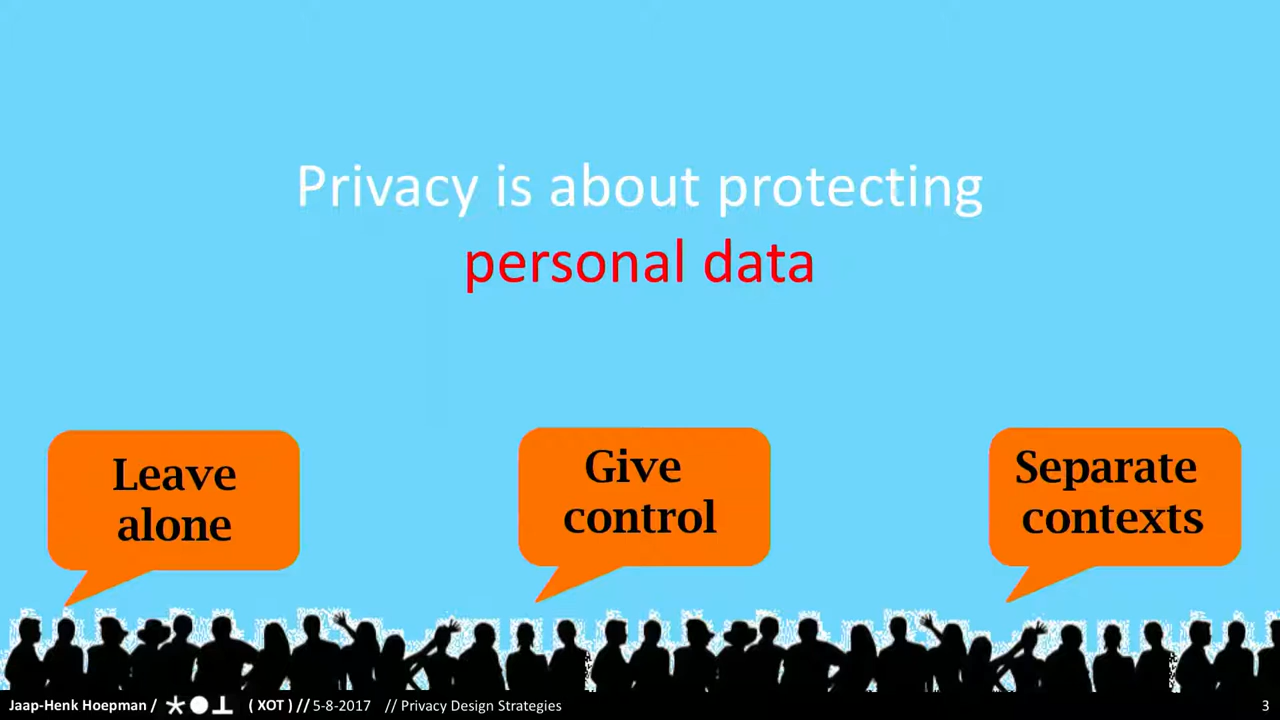 Privacy is about protecting
personal data
Leave
alone
Give
control
Separate
contexts
Jaap-Henk Hoepman / ( XOT ) // 5-8-2017 // Privacy Design Strategies 3